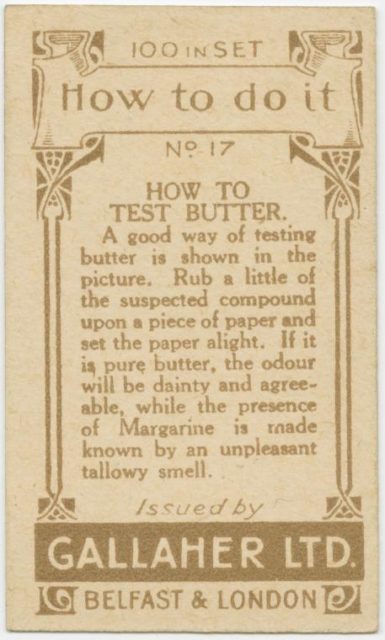 100 IN SET
How to do it
No. 17
HOW TO
TEST BUTTER.
A good way of testing
butter is shown in the
picture. Rub a little of
the suspected compound
upon a piece of paper and
set the paper alight. If it
is pure butter, the odour
will be dainty and agree-
able, while the presence
of Margarine is made
known by an unpleasant
tallowy smell.
Issued by
GALLAHER LTD.
BELFAST & LONDON